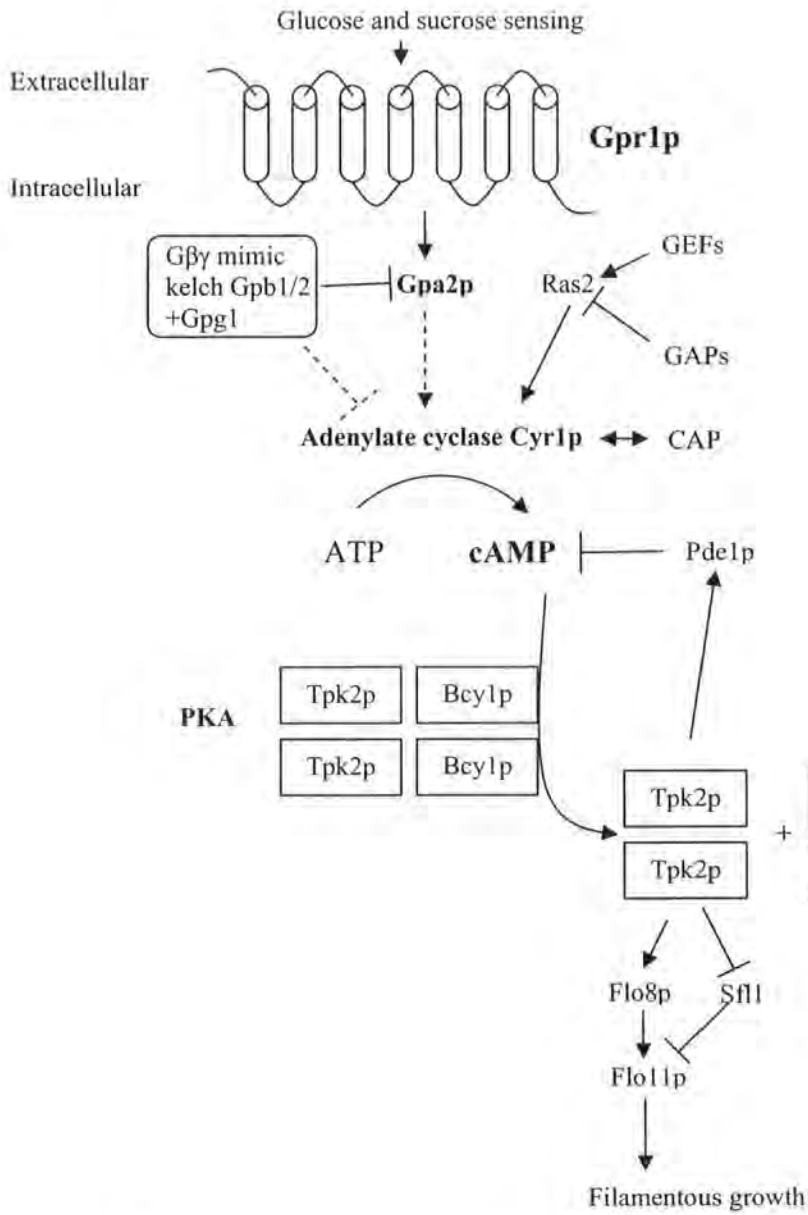 Glucose and sucrose sensing
Extracellular
Gpr1p
Intracellular
Gβγ mimic
kelch Gpb1/2
+Gpg1
Gpa2p
Ras2
GEFs
GAPs
Adenylate cyclase Cyr1p
CAP
ATP
cAMP
Pde1p
PKA
Tpk2p
Bcy1p
Tpk2p
Bcy1p
Tpk2p
+
Tpk2p
Flo8p
Sfl1
Flo11p
Filamentous growth